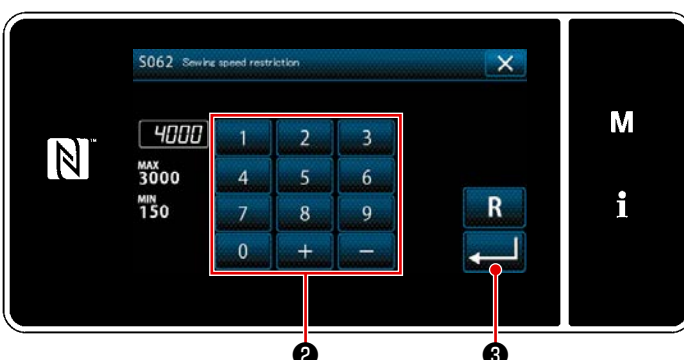 S062 Sewing speed restriction
4000
MAX
3000
MIN
150
1 2 3
4 5 6
7 8 9
0 + −
R
M
i
N™
❷ ❸